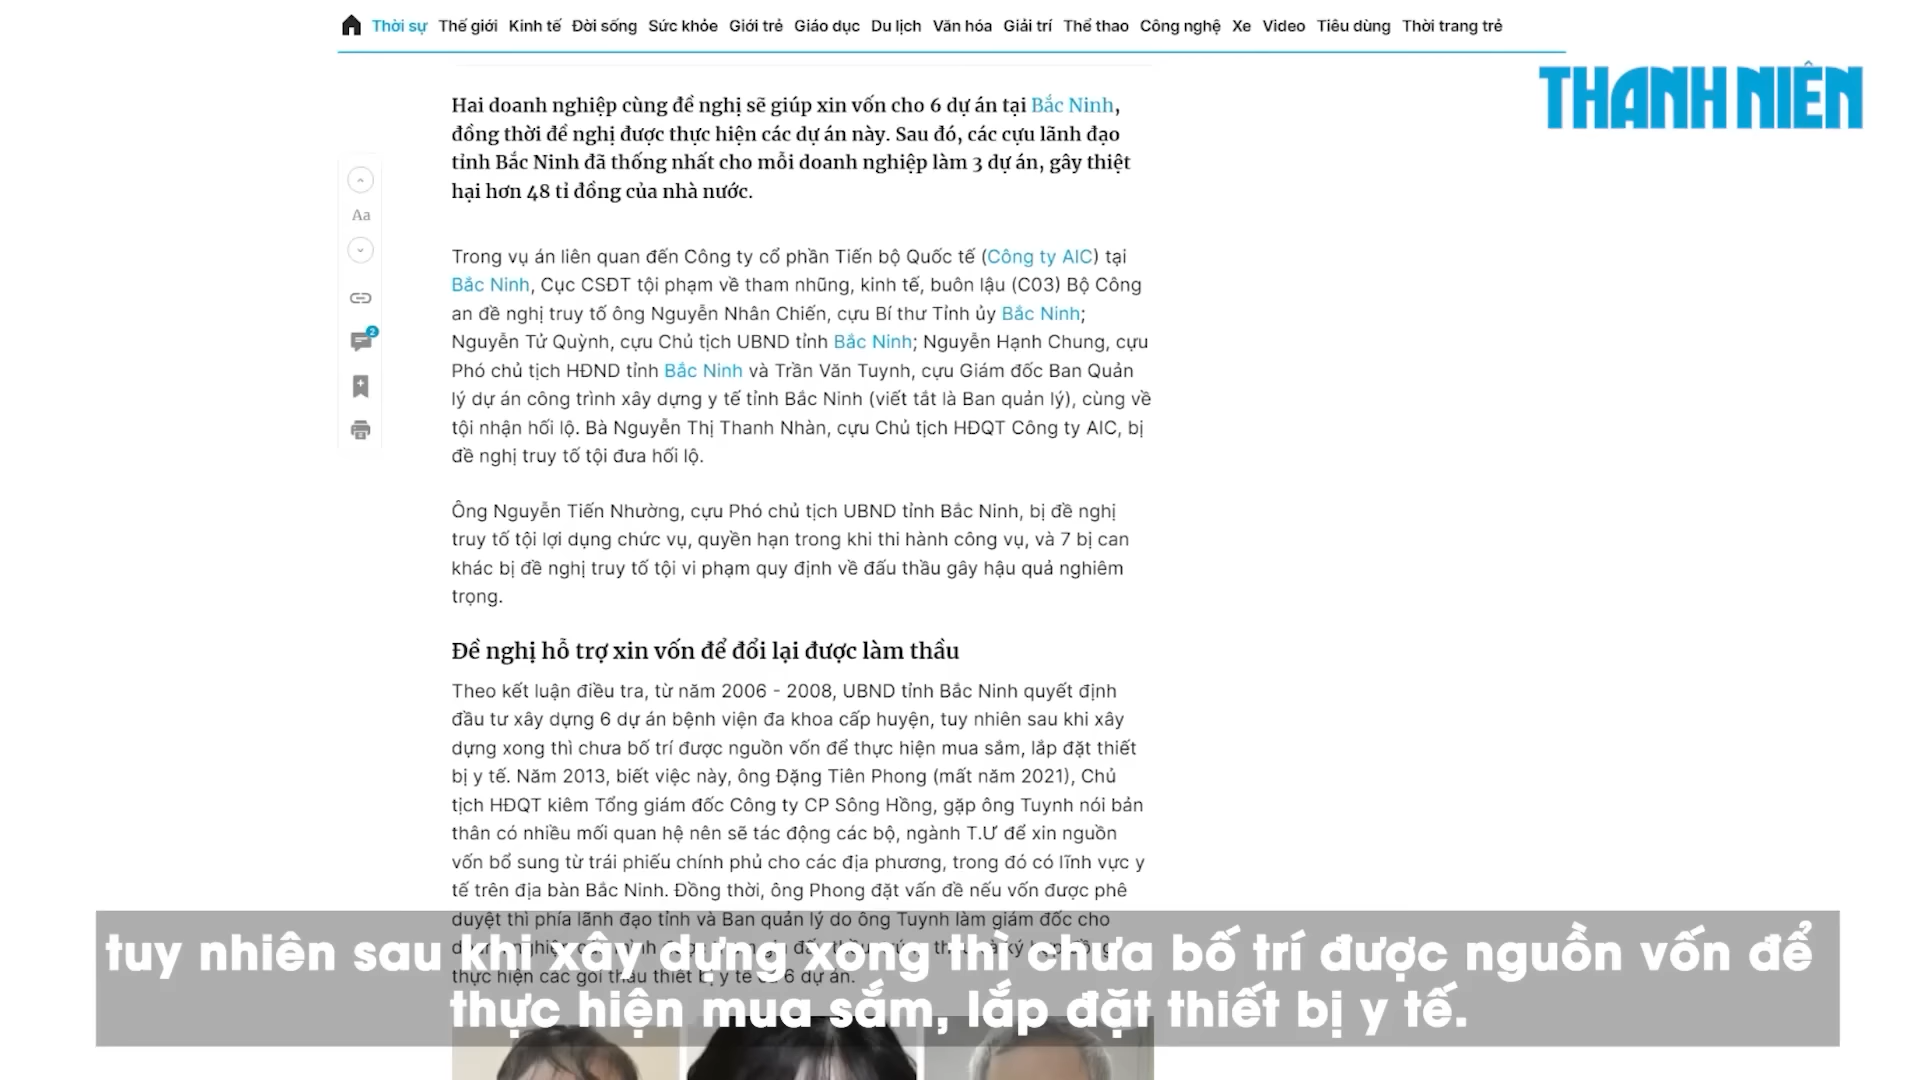 Thời sự Thế giới Kinh tế Đời sống Sức khỏe Giới trẻ Giáo dục Du lịch Văn hóa Giải trí Thể thao Công nghệ Xe Video Tiêu dùng Thời trang trẻ
THANH NIÊN
Hai doanh nghiệp cùng đề nghị sẽ giúp xin vốn cho 6 dự án tại Bắc Ninh,
đồng thời đề nghị được thực hiện các dự án này. Sau đó, các cựu lãnh đạo
tỉnh Bắc Ninh đã thống nhất cho mỗi doanh nghiệp làm 3 dự án, gây thiệt
hại hơn 48 tỉ đồng của nhà nước.
Aa
2
Trong vụ án liên quan đến Công ty cổ phần Tiến bộ Quốc tế (Công ty AIC) tại
Bắc Ninh, Cục CSĐT tội phạm về tham nhũng, kinh tế, buôn lậu (C03) Bộ Công
an đề nghị truy tố ông Nguyễn Nhân Chiến, cựu Bí thư Tỉnh ủy Bắc Ninh;
Nguyễn Tử Quỳnh, cựu Chủ tịch UBND tỉnh Bắc Ninh; Nguyễn Hạnh Chung, cựu
Phó chủ tịch HĐND tỉnh Bắc Ninh và Trần Văn Tuynh, cựu Giám đốc Ban Quản
lý dự án công trình xây dựng y tế tỉnh Bắc Ninh (viết tắt là Ban quản lý), cùng về
tội nhận hối lộ. Bà Nguyễn Thị Thanh Nhàn, cựu Chủ tịch HĐQT Công ty AIC, bị
đề nghị truy tố tội đưa hối lộ.
Ông Nguyễn Tiến Nhường, cựu Phó chủ tịch UBND tỉnh Bắc Ninh, bị đề nghị
truy tố tội lợi dụng chức vụ, quyền hạn trong khi thi hành công vụ, và 7 bị can
khác bị đề nghị truy tố tội vi phạm quy định về đấu thầu gây hậu quả nghiêm
trọng.
Đề nghị hỗ trợ xin vốn để đổi lại được làm thầu
Theo kết luận điều tra, từ năm 2006 - 2008, UBND tỉnh Bắc Ninh quyết định
đầu tư xây dựng 6 dự án bệnh viện đa khoa cấp huyện, tuy nhiên sau khi xây
dựng xong thì chưa bố trí được nguồn vốn để thực hiện mua sắm, lắp đặt thiết
bị y tế. Năm 2013, biết việc này, ông Đặng Tiên Phong (mất năm 2021), Chủ
tịch HĐQT kiêm Tổng giám đốc Công ty CP Sông Hồng, gặp ông Tuynh nói bản
thân có nhiều mối quan hệ nên sẽ tác động các bộ, ngành T.Ư để xin nguồn
vốn bổ sung từ trái phiếu chính phủ cho các địa phương, trong đó có lĩnh vực y
tế trên địa bàn Bắc Ninh. Đồng thời, ông Phong đặt vấn đề nếu vốn được phê
duyệt thì phía lãnh đạo tỉnh và Ban quản lý do ông Tuynh làm giám đốc cho
thực hiện các gói thầu thiết bị y tế 6 dự án.
tuy nhiên sau khi xây dựng xong thì chưa bố trí được nguồn vốn để
thực hiện mua sắm, lắp đặt thiết bị y tế.